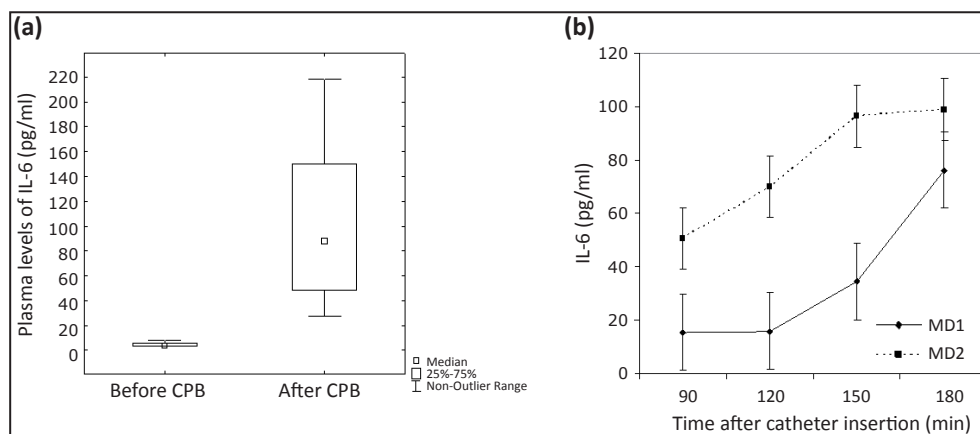 (a)
Plasma levels of IL-6 (pg/ml)
220
200
180
160
140
120
100
80
60
40
20
0
Before CPB
After CPB
Median
25%-75%
Non-Outlier Range
(b)
IL-6 (pg/ml)
120
100
80
60
40
20
0
MD1
MD2
90 120 150 180
Time after catheter insertion (min)